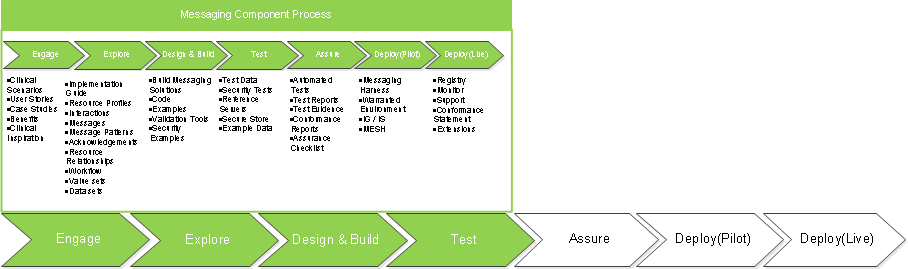 Messaging Component Process
Engage
Explore
Design & Build
Test
Assure
Deploy(Pilot)
Deploy(Live)
•Clinical
Scenarios
•User Stories
•Case Studies
•Benefits
•Clinical
Inspiration
•Implementation
Guide
•Resource Profiles
•Interactions
•Messages
•Message Patterns
•Acknowledgements
•Resource
Relationships
•Workflow
•Value sets
•Datasets
•Build Messaging
Solutions
•Code
•Examples
•Validation Tools
•Security
Examples
•Test Data
•Security Tests
•Reference
Servers
•Secure Store
•Example Data
•Automated
Tests
•Test Reports
•Test Evidence
•Conformance
Reports
•Assurance
Checklist
•Messaging
Harness
•Warranted
Environment
•IG / IS
•MESH
•Registry
•Monitor
•Support
•Conformance
Statement
•Extensions
Engage
Explore
Design & Build
Test
Assure
Deploy(Pilot)
Deploy(Live)